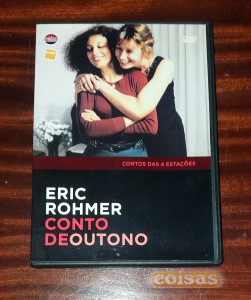 CONTOS DAS 4 ESTAÇÕES
ERIC
ROHMER
CONTO
DEOUTONO
coisas